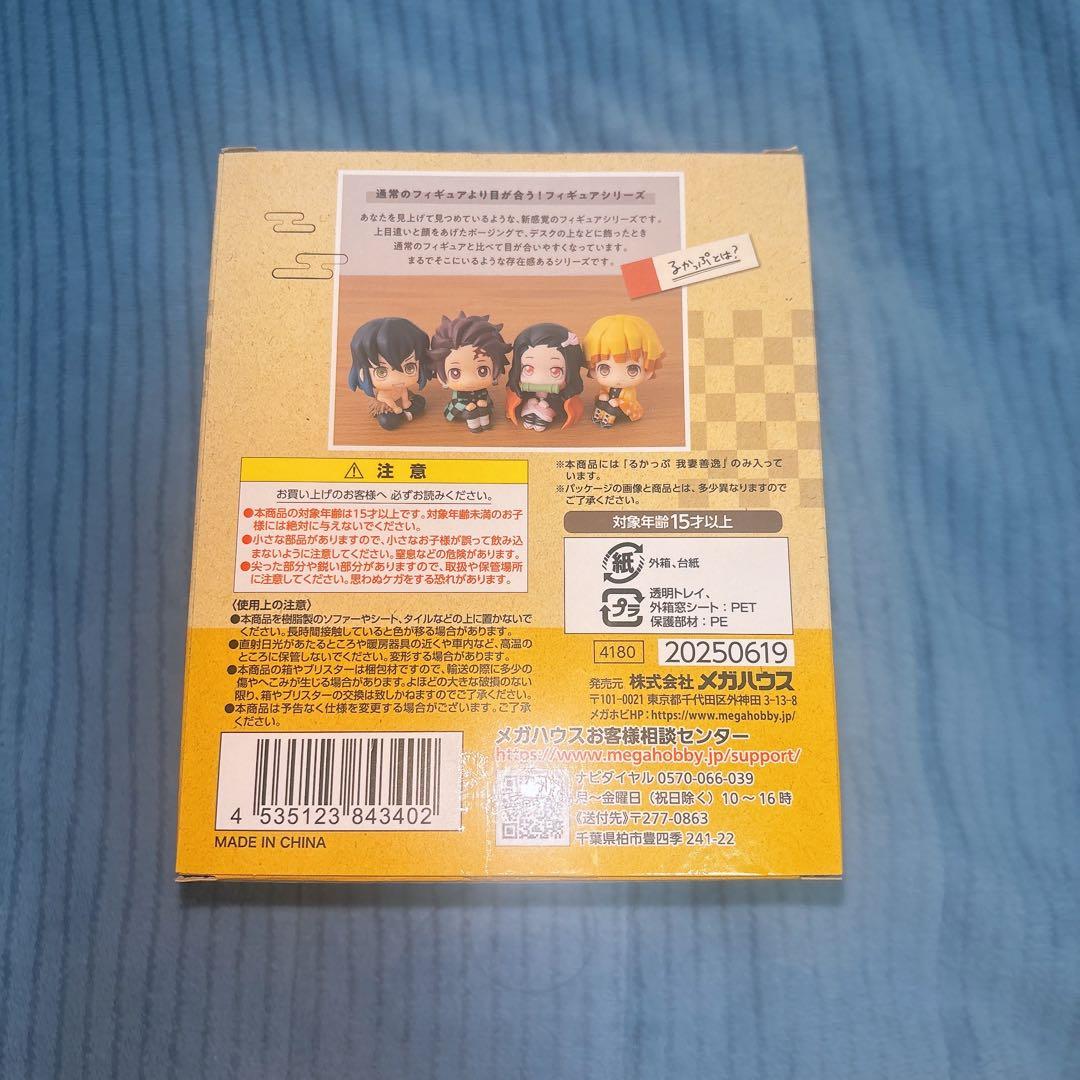 通常のフィギュアより目が合う!フィギュアシリーズ
あなたを見上げて見つめているような、新感覚のフィギュアシリーズです。
上目遣いと顔をあげたポージングで、デスクの上などに飾ったとき
通常のフィギュアと比べて目が合いやすくなっています。
まるでそこにいるような存在感あるシリーズです。
るかっぷとは?
⚠ 注意
お買い上げのお客様へ 必ずお読みください。
●本商品の対象年齢は15才以上です。対象年齢未満のお子
様には絶対に与えないでください。
●小さな部品がありますので、小さなお子様が誤って飲み込
まないように注意してください。窒息などの危険があります。
●尖った部分や鋭い部分がありますので、取扱や保管場所
に注意してください。思わぬケガをする恐れがあります。
〈使用上の注意〉
●本商品を樹脂製のソファーやシート、タイルなどの上に置かないで
ください。長時間接触していると色が移る場合があります。
●直射日光があたるところや暖房器具の近くや車内など、高温の
ところに保管しないでください。変形する場合があります。
●本商品の箱やブリスターは梱包材ですので、輸送の際に多少の
傷やへこみが生じる場合があります。よほどの大きな破損のない
限り、箱やブリスターの交換は致しかねますのでご了承ください。
●本商品は予告なく仕様を変更する場合がございます。ご了承
ください。
4 535123 843402
MADE IN CHINA
※本商品には「るかっぷ 我妻善逸」のみ入って
います。
※パッケージの画像と商品とは、多少異なりますので
ご了承ください。
対象年齢15才以上
紙
外箱、台紙
プラ
透明トレイ、
外箱窓シート:PET
保護部材:PE
4180
20250619
発売元 株式会社 メガハウス
〒101-0021 東京都千代田区外神田 3-13-8
メガホビHP:https://www.megahobby.jp/
メガハウスお客様相談センター
https://www.megahobby.jp/support/
ナビダイヤル 0570-066-039
月~金曜日(祝日除く)10~16時
《送付先》〒277-0863
千葉県柏市豊四季 241-22